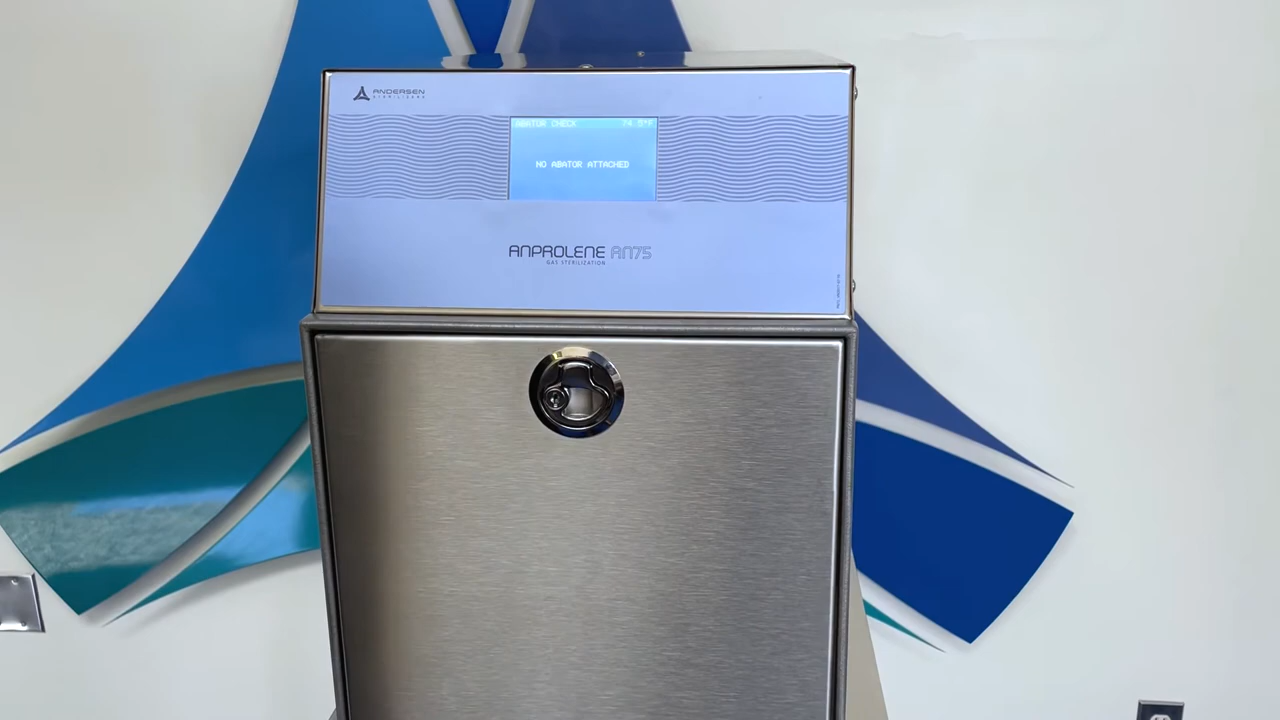 ANDERSEN
STERILIZERS
ABATOR CHECK
NO ABATOR ATTACHED
ANPROLENE AN75
GAS STERILIZATION